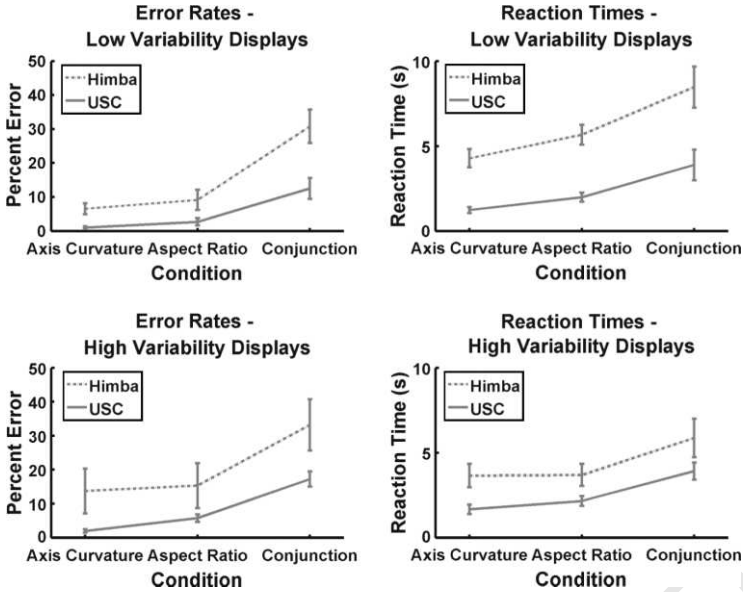 Error Rates -
Low Variability Displays
50
40
30
20
10
0
Percent Error
Himba
USC
Axis Curvature Aspect Ratio Conjunction
Condition
Reaction Times -
Low Variability Displays
10
5
0
Reaction Time (s)
Himba
USC
Axis Curvature Aspect Ratio Conjunction
Condition
Error Rates -
High Variability Displays
50
40
30
20
10
0
Percent Error
Himba
USC
Axis Curvature Aspect Ratio Conjunction
Condition
Reaction Times -
High Variability Displays
10
5
0
Reaction Time (s)
Himba
USC
Axis Curvature Aspect Ratio Conjunction
Condition